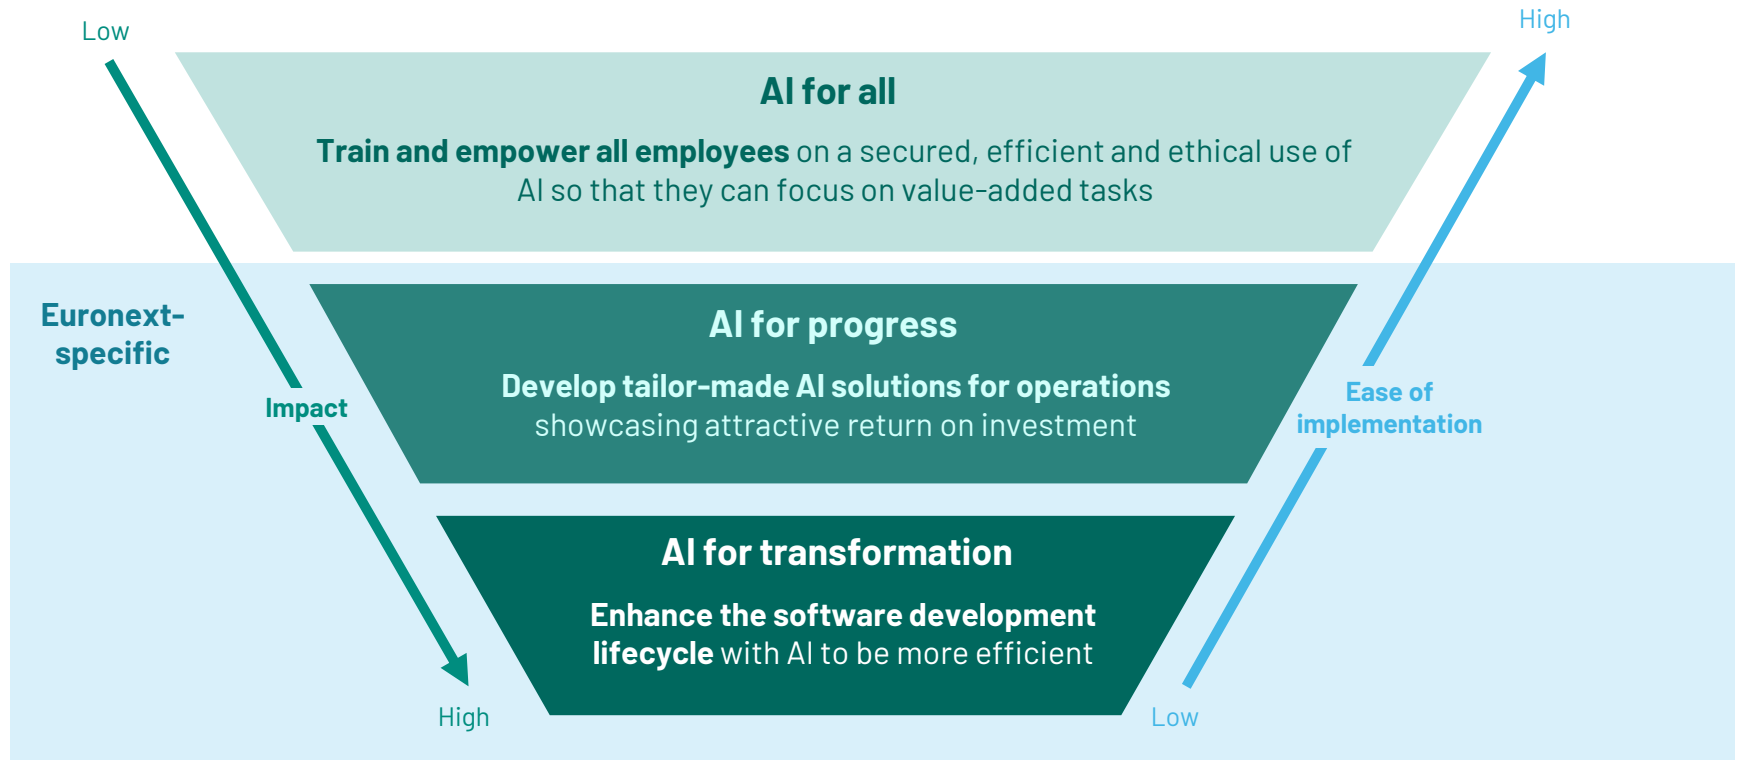 Low
High
AI for all
Train and empower all employees on a secured, efficient and ethical use of
AI so that they can focus on value-added tasks
Euronext-
specific
AI for progress
Develop tailor-made AI solutions for operations
showcasing attractive return on investment
Impact
Ease of
implementation
AI for transformation
Enhance the software development
lifecycle with AI to be more efficient
High
Low